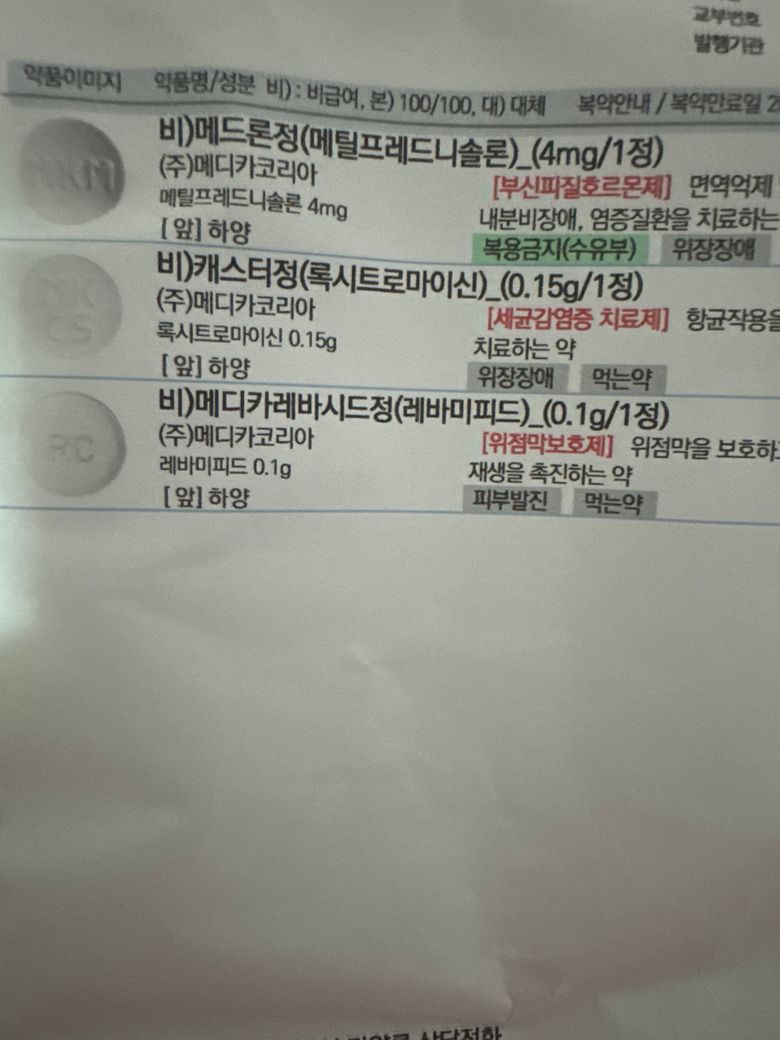 교부번호
발행기관
약품이미지 약품명/성분 비) : 비급여, 본) 100/100, 대) 대체 복약안내 / 복약만료일
비)메드론정(메틸프레드니솔론)_(4mg/1정)
(주)메디카코리아
[부신피질호르몬제] 면역억제
메틸프레드니솔론 4mg
내분비장애, 염증질환을 치료하는
[앞] 하양
복용금지(수유부) 위장장애
비)캐스터정(록시트로마이신)_(0.15g/1정)
(주)메디카코리아
[세균감염증 치료제] 항균작용을
록시트로마이신 0.15g
치료하는 약
[앞] 하양
위장장애 먹는약
비)메디카레바시드정(레바미피드)_(0.1g/1정)
(주)메디카코리아
[위점막보호제] 위점막을 보호하고
RC
레바미피드 0.1g
재생을 촉진하는 약
[앞] 하양
피부발진 먹는약